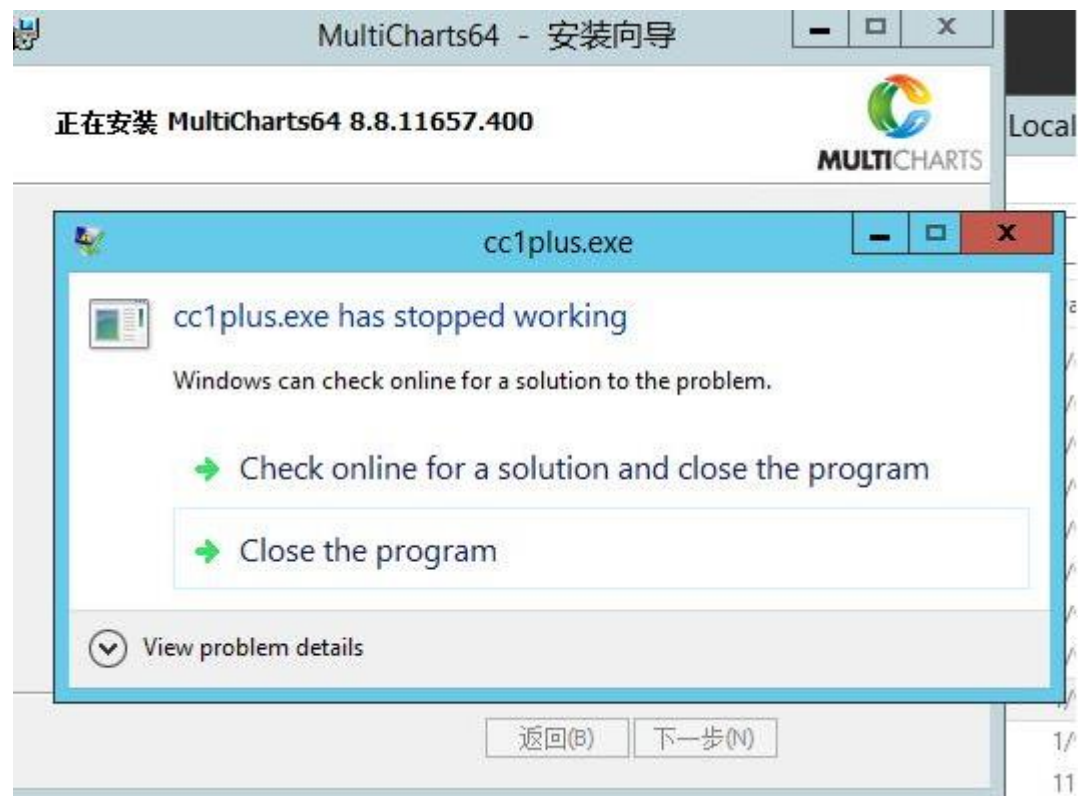 MultiCharts64 - 安装向导
正在安装 MultiCharts64 8.8.11657.400
MULTICHARTS
Local
cc1plus.exe
cc1plus.exe has stopped working
Windows can check online for a solution to the problem.
Check online for a solution and close the program
Close the program
View problem details
返回(B)
下一步(N)
1/
11